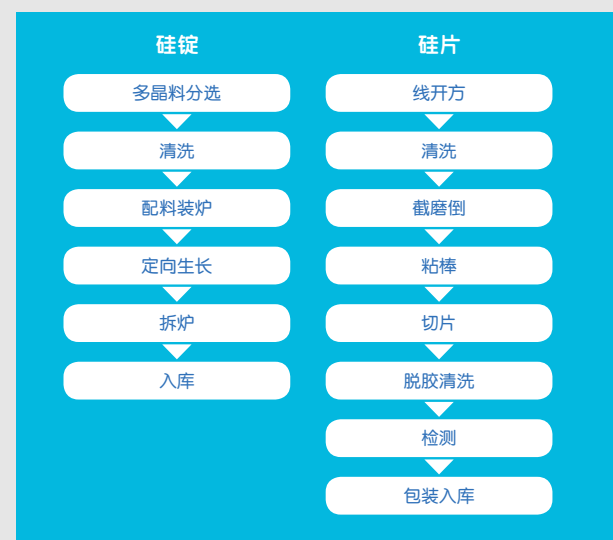 硅锭
多晶料分选
清洗
配料装炉
定向生长
拆炉
入库
硅片
线开方
清洗
截磨倒
粘棒
切片
脱胶清洗
检测
包装入库